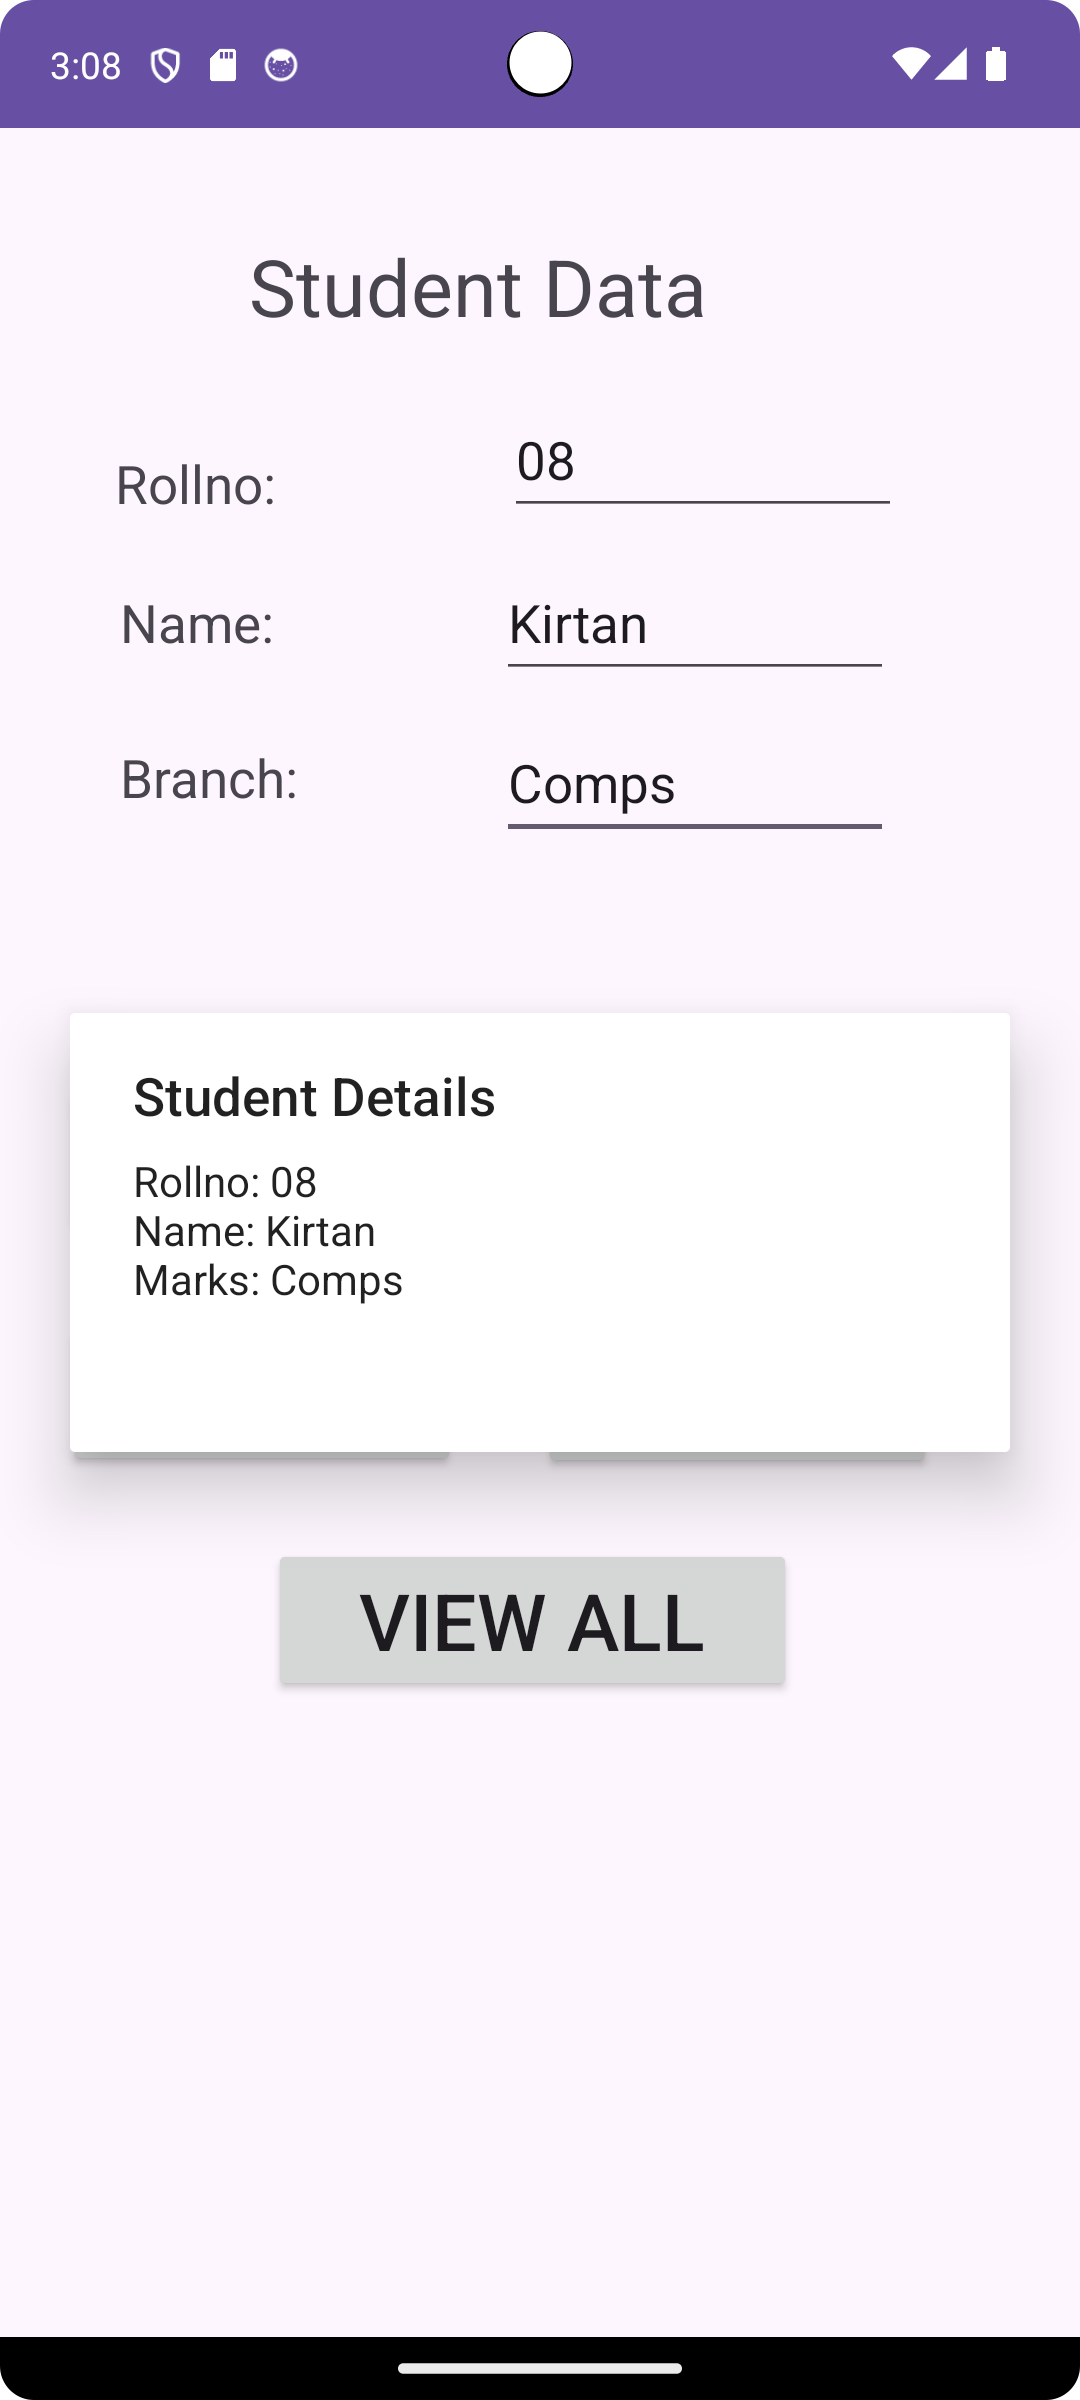 3:08
Student Data
Rollno: 08
Name: Kirtan
Branch: Comps
Student Details
Rollno: 08
Name: Kirtan
Marks: Comps
VIEW ALL